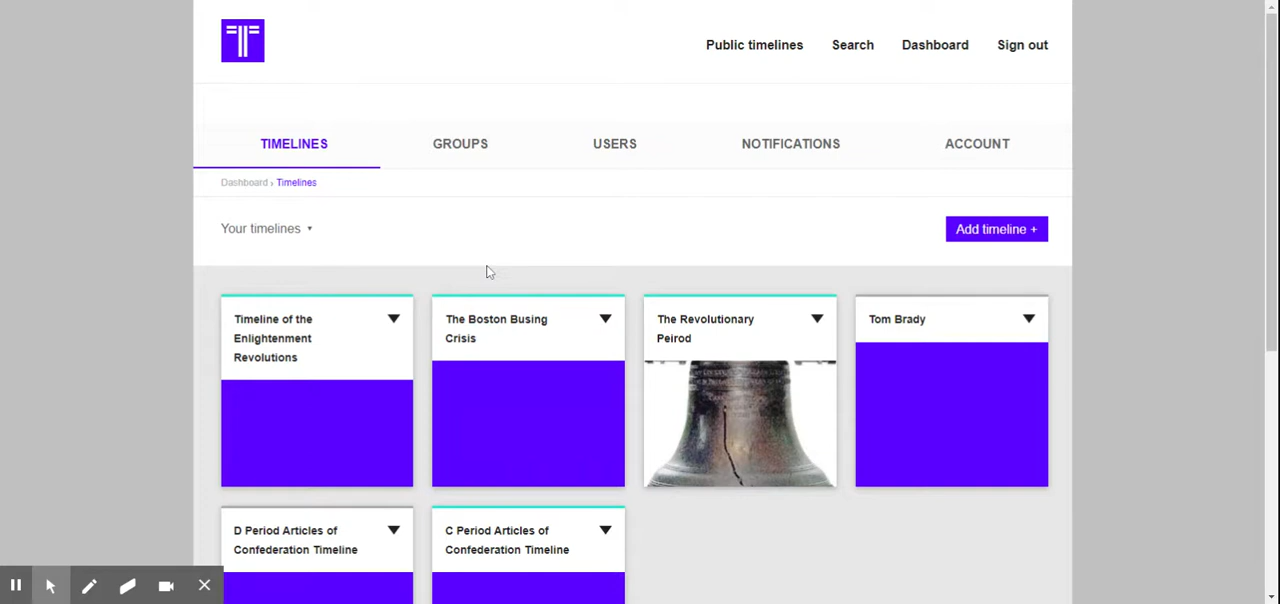 Public timelines Search Dashboard Sign out
TIMELINES GROUPS USERS NOTIFICATIONS ACCOUNT
Dashboard › Timelines
Your timelines ▾
Add timeline +
Timeline of the
Enlightenment
Revolutions
The Boston Busing
Crisis
The Revolutionary
Peirod
Tom Brady
D Period Articles of
Confederation Timeline
C Period Articles of
Confederation Timeline